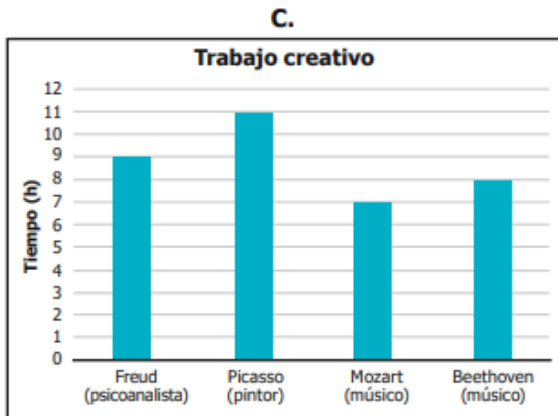 C.
Trabajo creativo
12
11
10
9
8
7
6
5
4
3
2
1
0
Tiempo (h)
Freud
(psicoanalista)
Picasso
(pintor)
Mozart
(músico)
Beethoven
(músico)